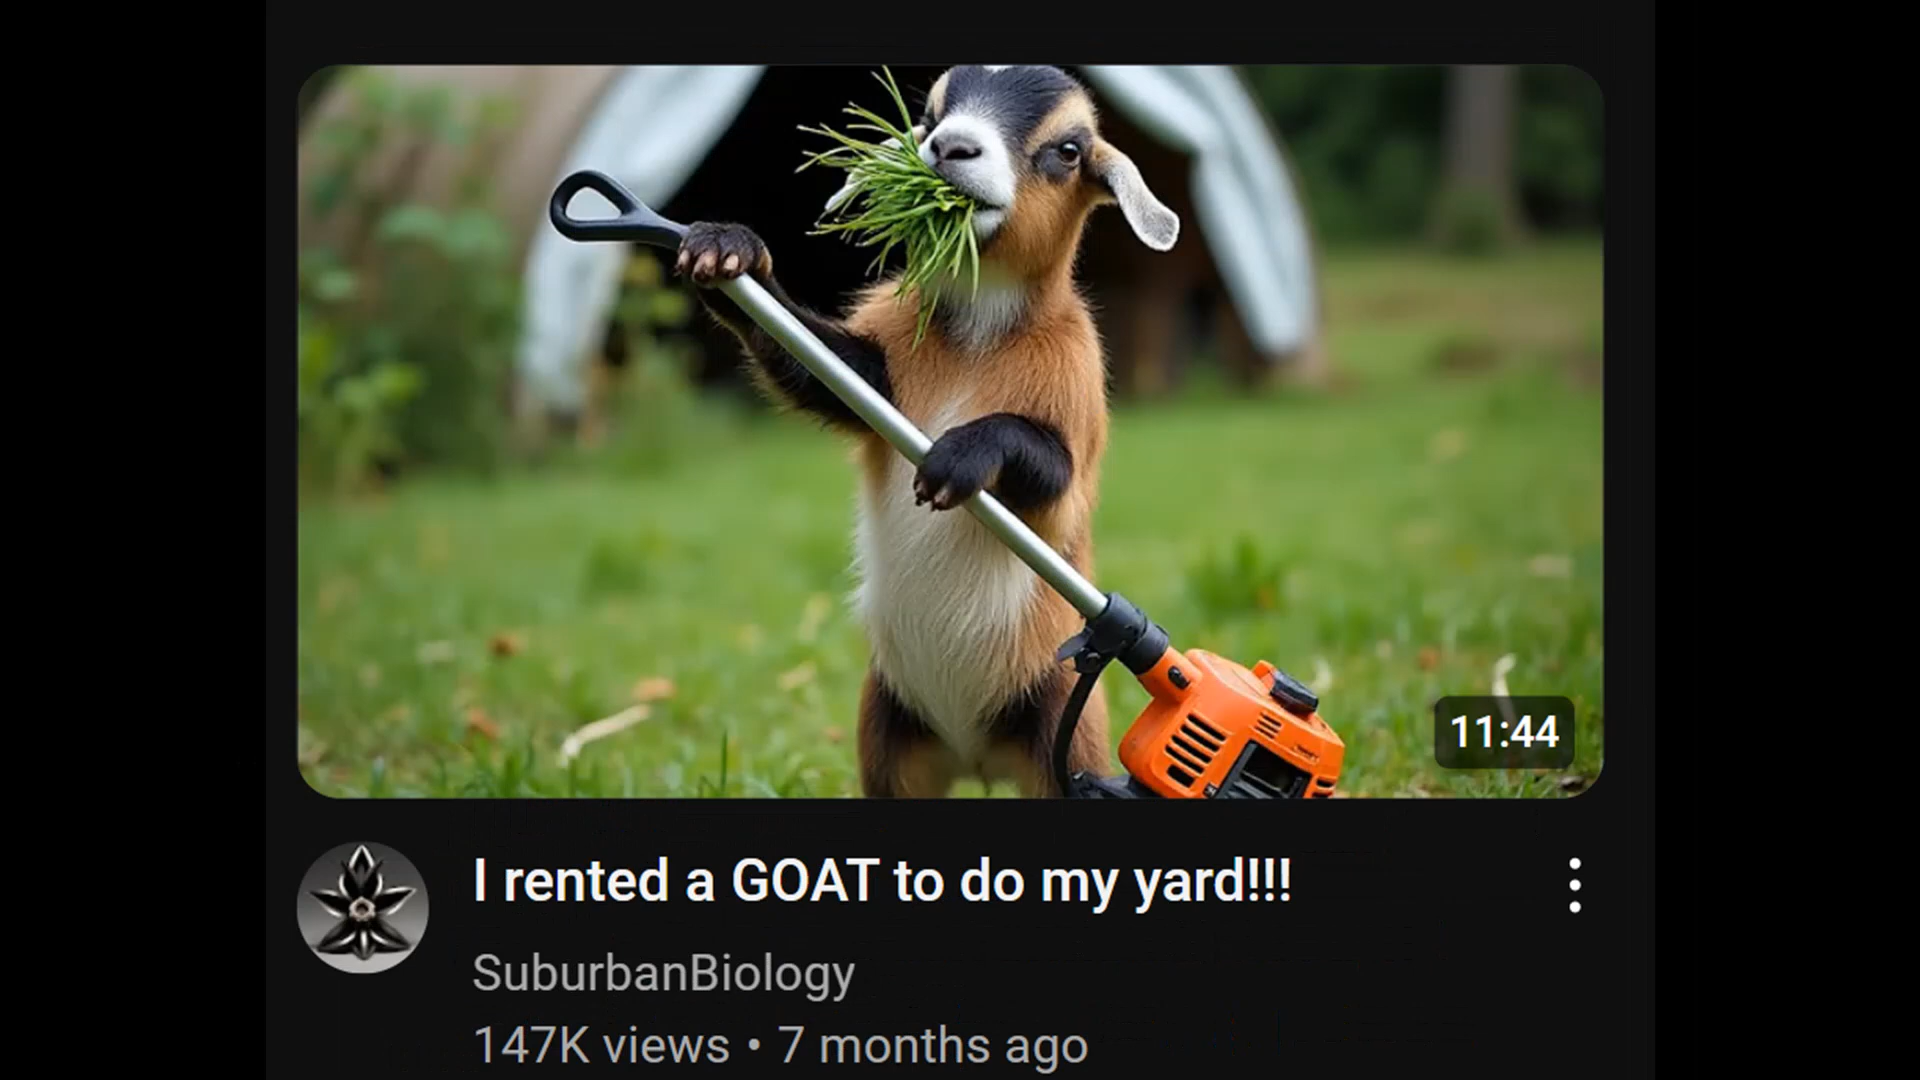 11:44
I rented a GOAT to do my yard!!!
SuburbanBiology
147K views • 7 months ago